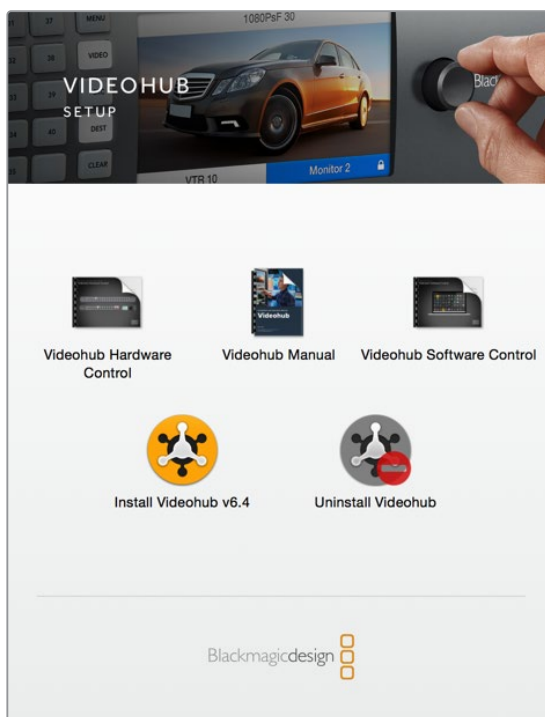 1080PsF 30
37
MENU
38
VIDEO
39
40
DEST
CLEAR
VIDEOHUB
SETUP
VTR 10
Monitor 2
Videohub Hardware
Control
Videohub Manual
Videohub Software Control
Videohub
Install Videohub v6.4
Uninstall Videohub
Blackmagicdesign